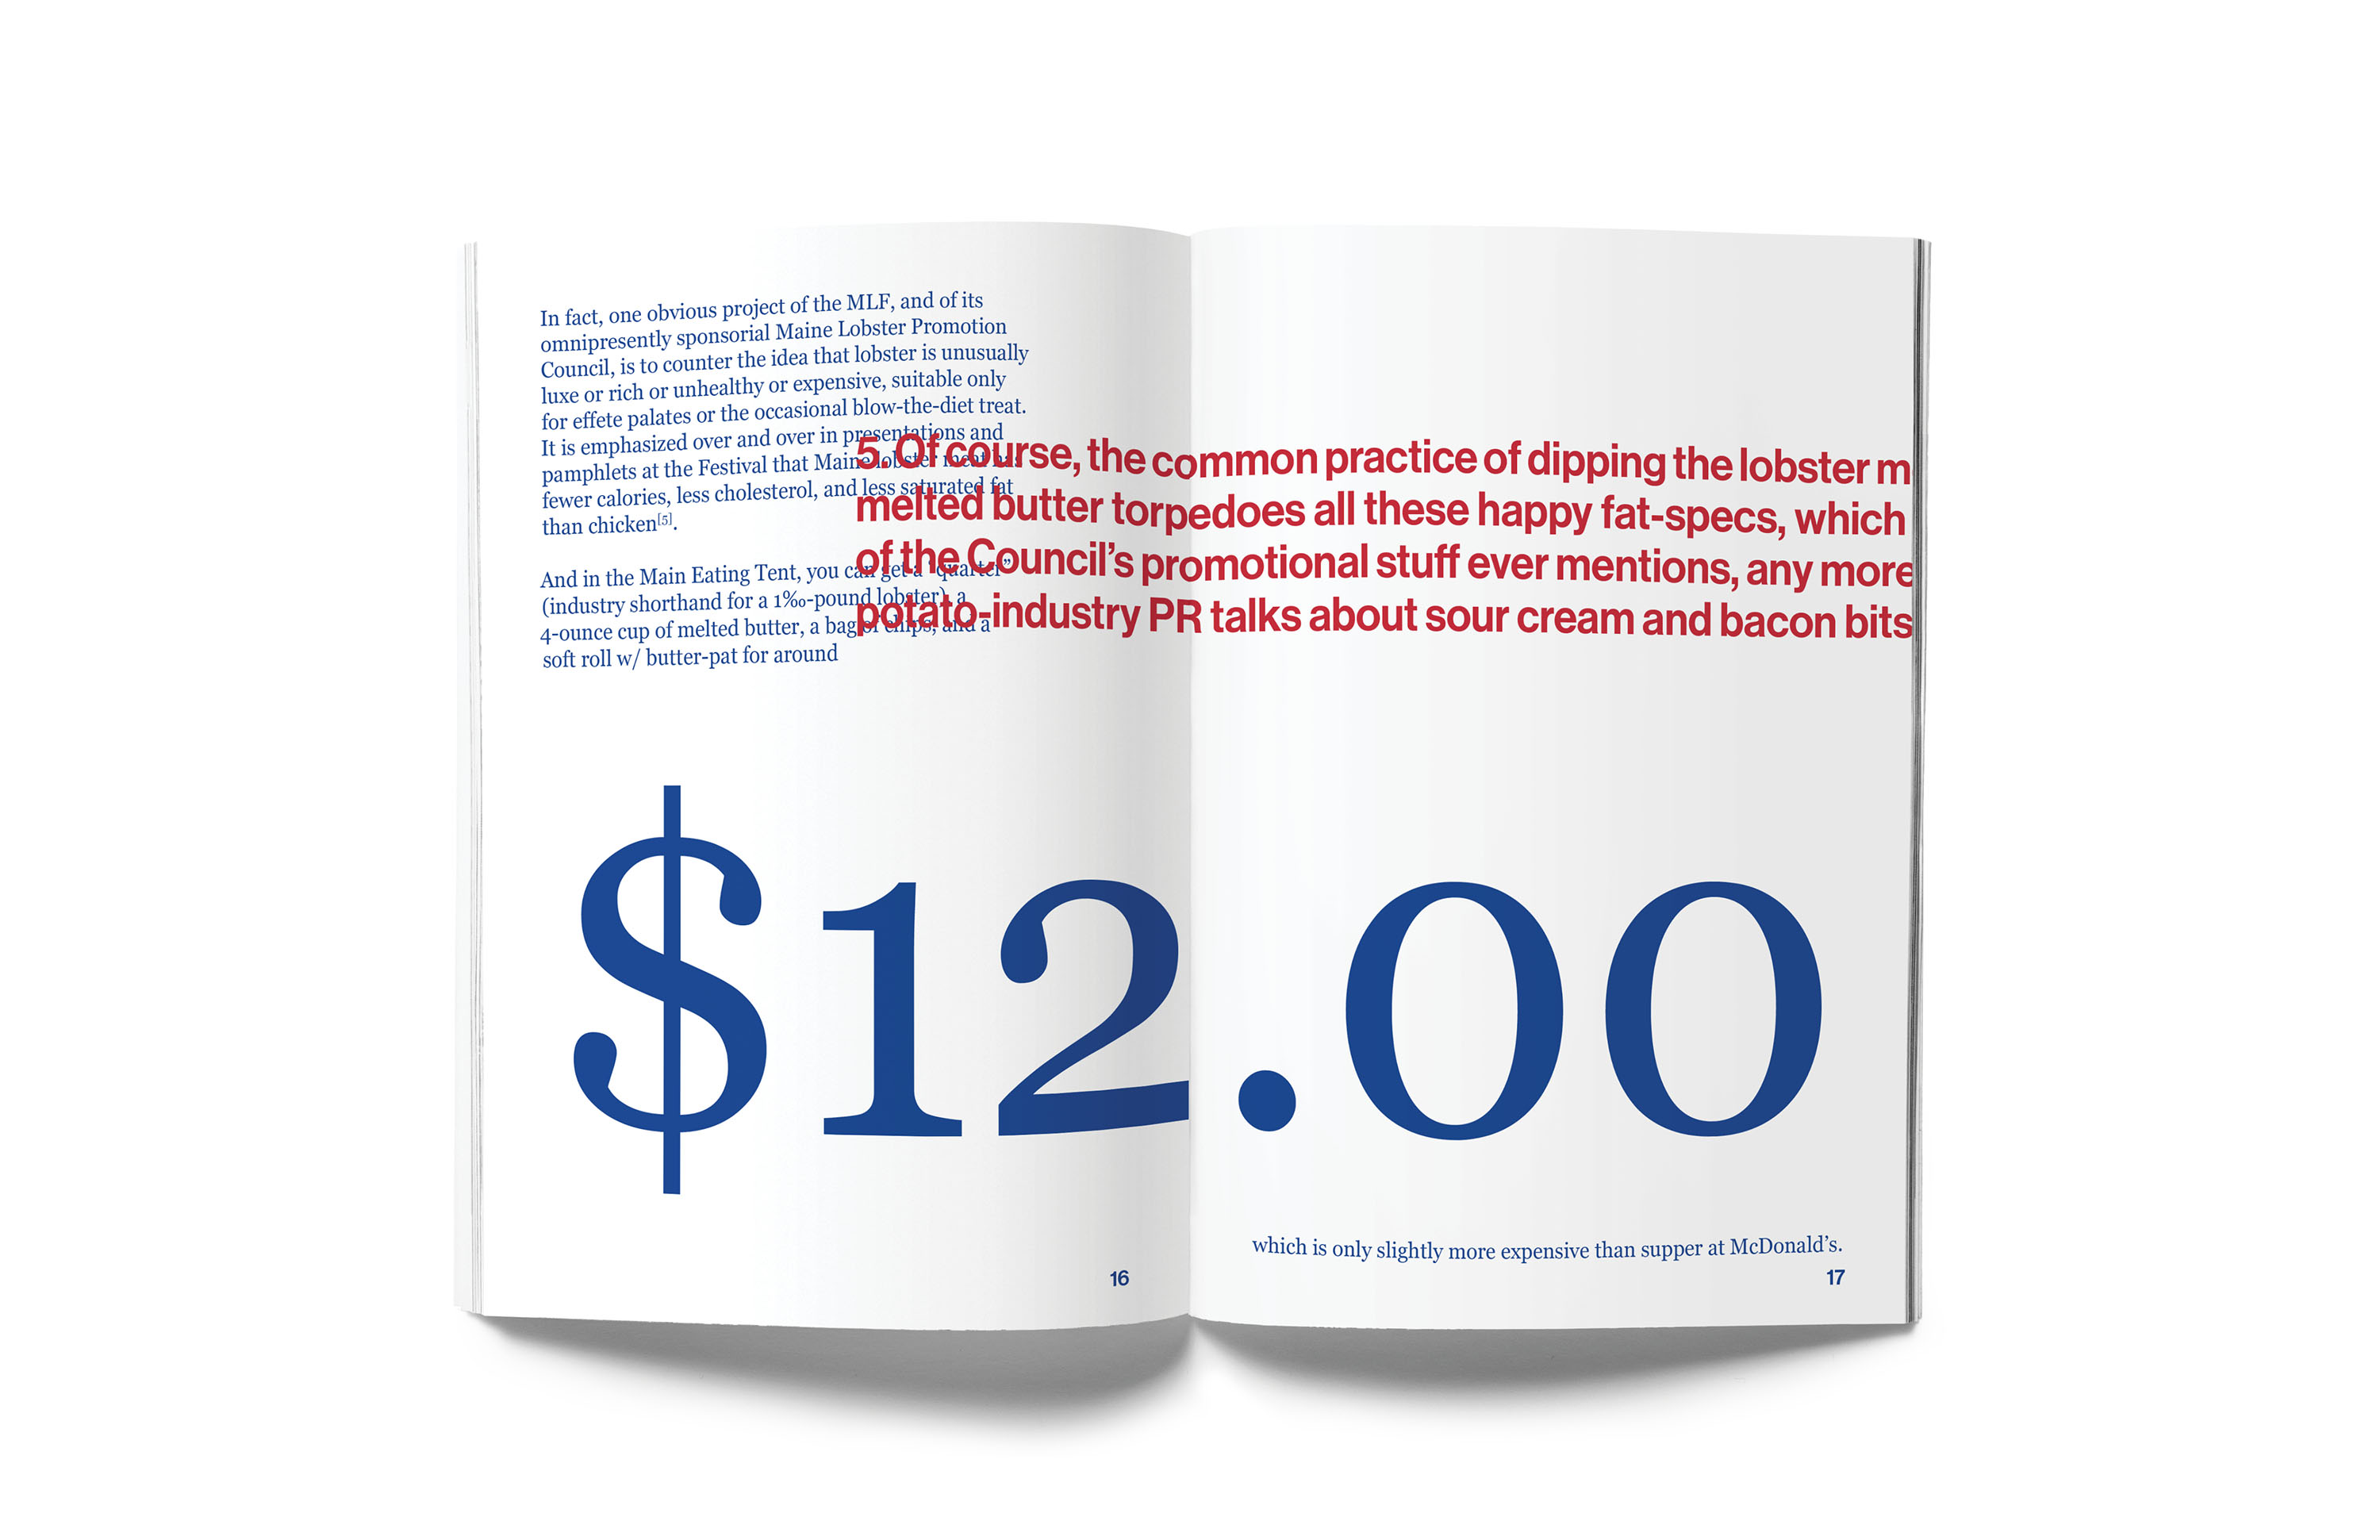 In fact, one obvious project of the MLF, and of its
omnipresently sponsorial Maine Lobster Promotion
Council, is to counter the idea that lobster is unusually
luxe or rich or unhealthy or expensive, suitable only
for effete palates or the occasional blow-the-diet treat.
It is emphasized over and over in presentations and
pamphlets at the Festival that Maine lobster meat has
fewer calories, less cholesterol, and less saturated fat
than chicken[5].
And in the Main Eating Tent, you can get a “quarter”
(industry shorthand for a 1‰-pound lobster), a
4-ounce cup of melted butter, a bag of chips, and a
soft roll w/ butter-pat for around
5. Of course, the common practice of dipping the lobster m
melted butter torpedoes all these happy fat-specs, which
of the Council’s promotional stuff ever mentions, any more
potato-industry PR talks about sour cream and bacon bits
$12.00
which is only slightly more expensive than supper at McDonald’s.
16
17